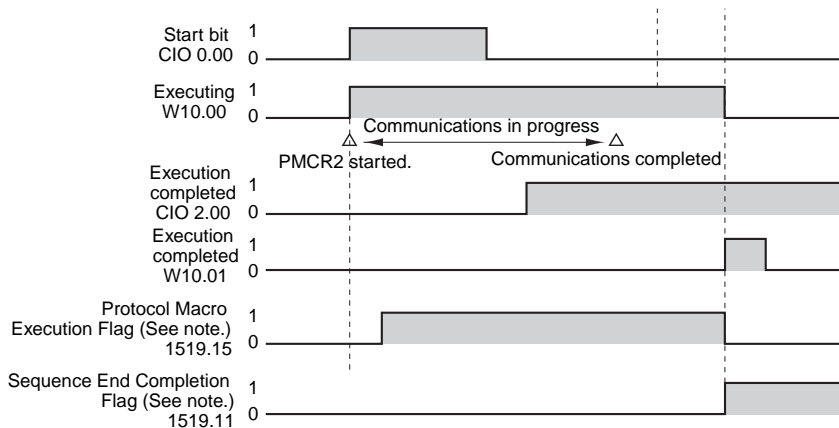 Start bit 1
CIO 0.00 0
Executing 1
W10.00 0
Communications in progress
PMCR2 started. Communications completed
Execution
completed 1
CIO 2.00 0
Execution
completed 1
W10.01 0
Protocol Macro
Execution Flag (See note.) 1
1519.15 0
Sequence End Completion
Flag (See note.) 1
1519.11 0